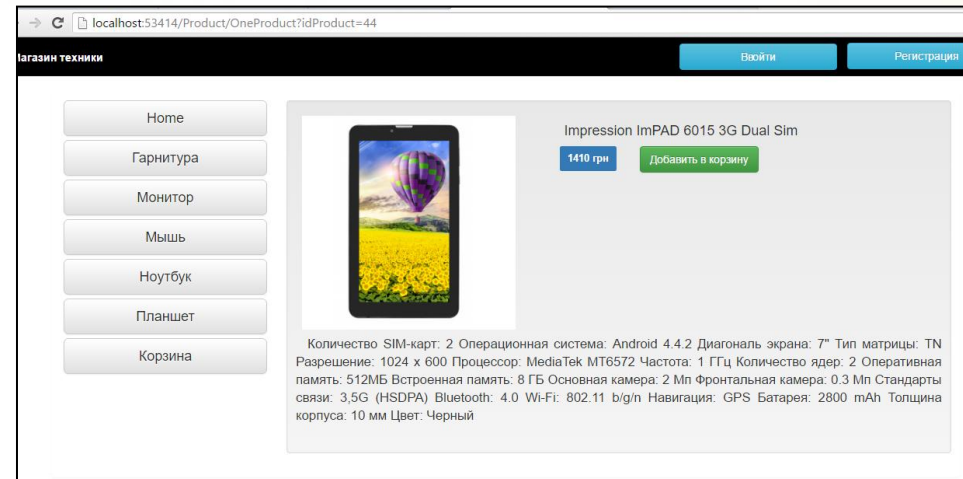 localhost:53414/Product/OneProduct?idProduct=44
Магазин техники
Ввойти
Регистрация
Home
Гарнитура
Монитор
Мышь
Ноутбук
Планшет
Корзина
Impression ImPAD 6015 3G Dual Sim
1410 грн
Добавить в корзину
Количество SIM-карт: 2 Операционная система: Android 4.4.2 Диагональ экрана: 7" Тип матрицы: TN
Разрешение: 1024 x 600 Процессор: MediaTek MT6572 Частота: 1 ГГц Количество ядер: 2 Оперативная
память: 512МБ Встроенная память: 8 ГБ Основная камера: 2 Мп Фронтальная камера: 0.3 Мп Стандарты
связи: 3,5G (HSDPA) Bluetooth: 4.0 Wi-Fi: 802.11 b/g/n Навигация: GPS Батарея: 2800 mAh Толщина
корпуса: 10 мм Цвет: Черный